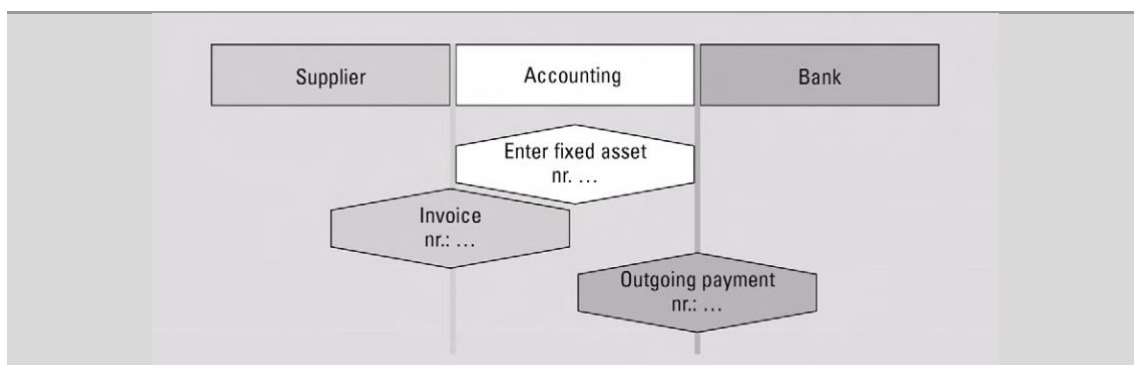 Supplier
Accounting
Bank
Enter fixed asset
nr. ...
Invoice
nr.: ...
Outgoing payment
nr.: ...